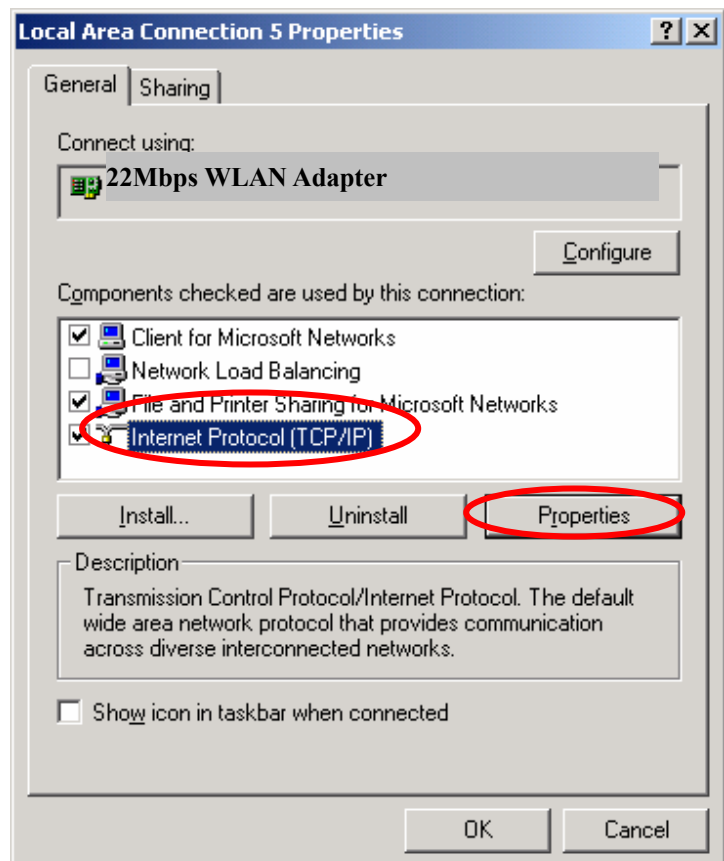 Local Area Connection 5 Properties
General Sharing
Connect using:
22Mbps WLAN Adapter
Configure
Components checked are used by this connection:
Client for Microsoft Networks
Network Load Balancing
File and Printer Sharing for Microsoft Networks
Internet Protocol (TCP/IP)
Install... Uninstall Properties
Description
Transmission Control Protocol/Internet Protocol. The default
wide area network protocol that provides communication
across diverse interconnected networks.
Show icon in taskbar when connected
OK Cancel